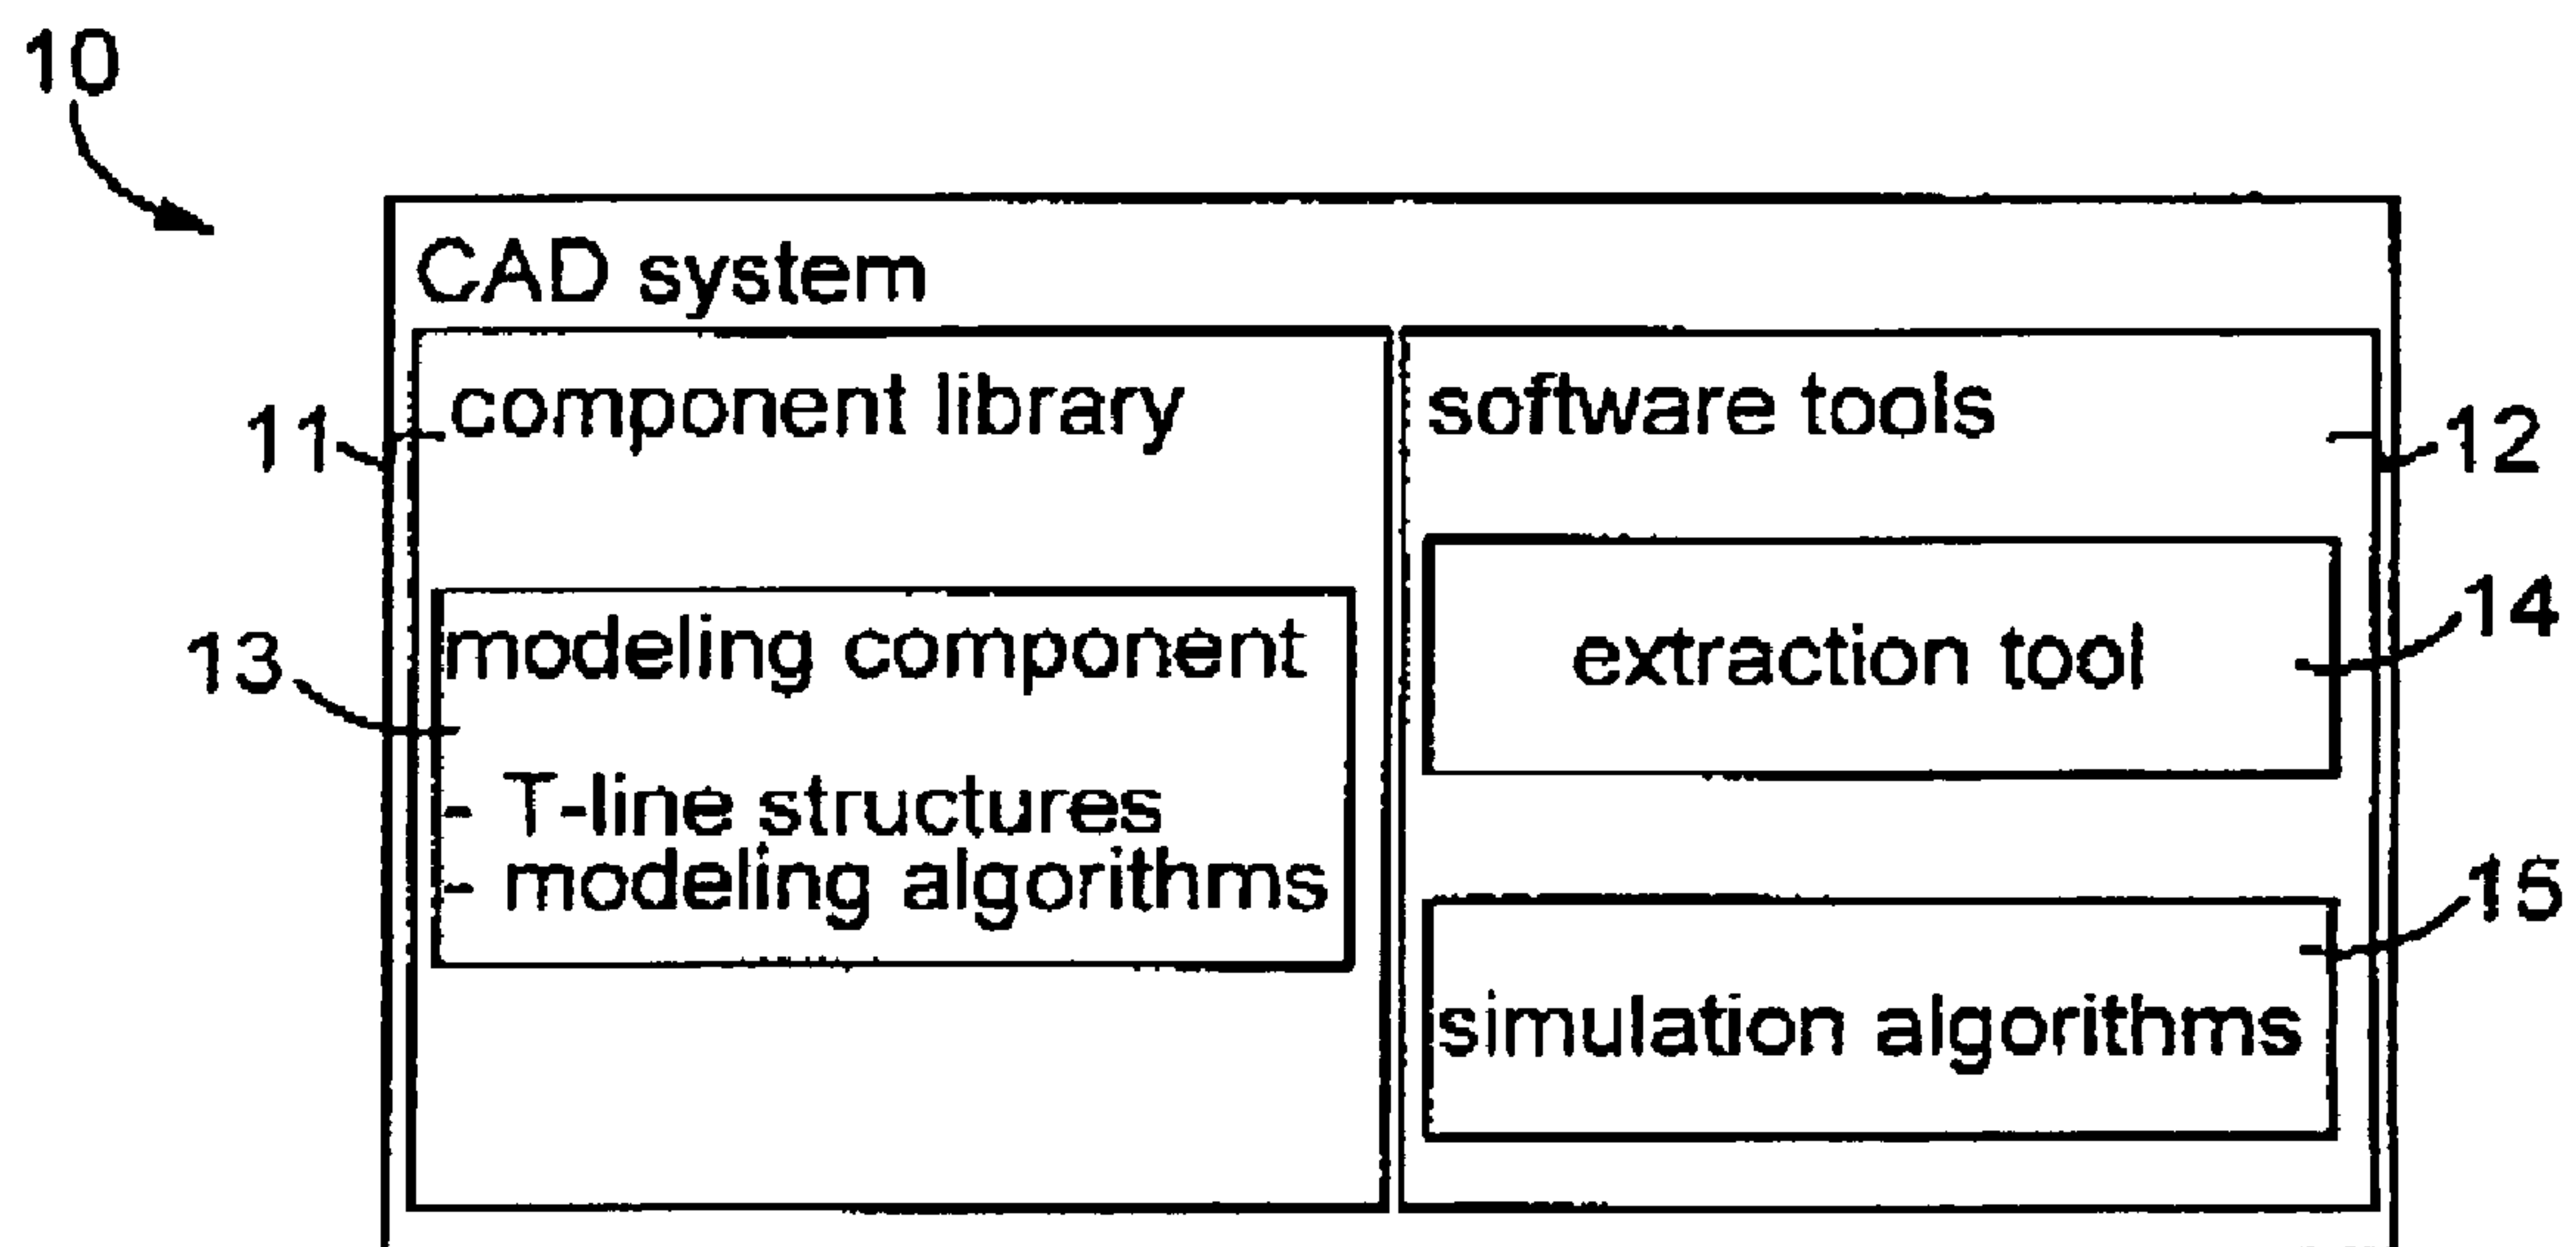 10
CAD system
component library
software tools
11
12
modeling component
extraction tool
13
14
- T-line structures
- modeling algorithms
15
simulation algorithms